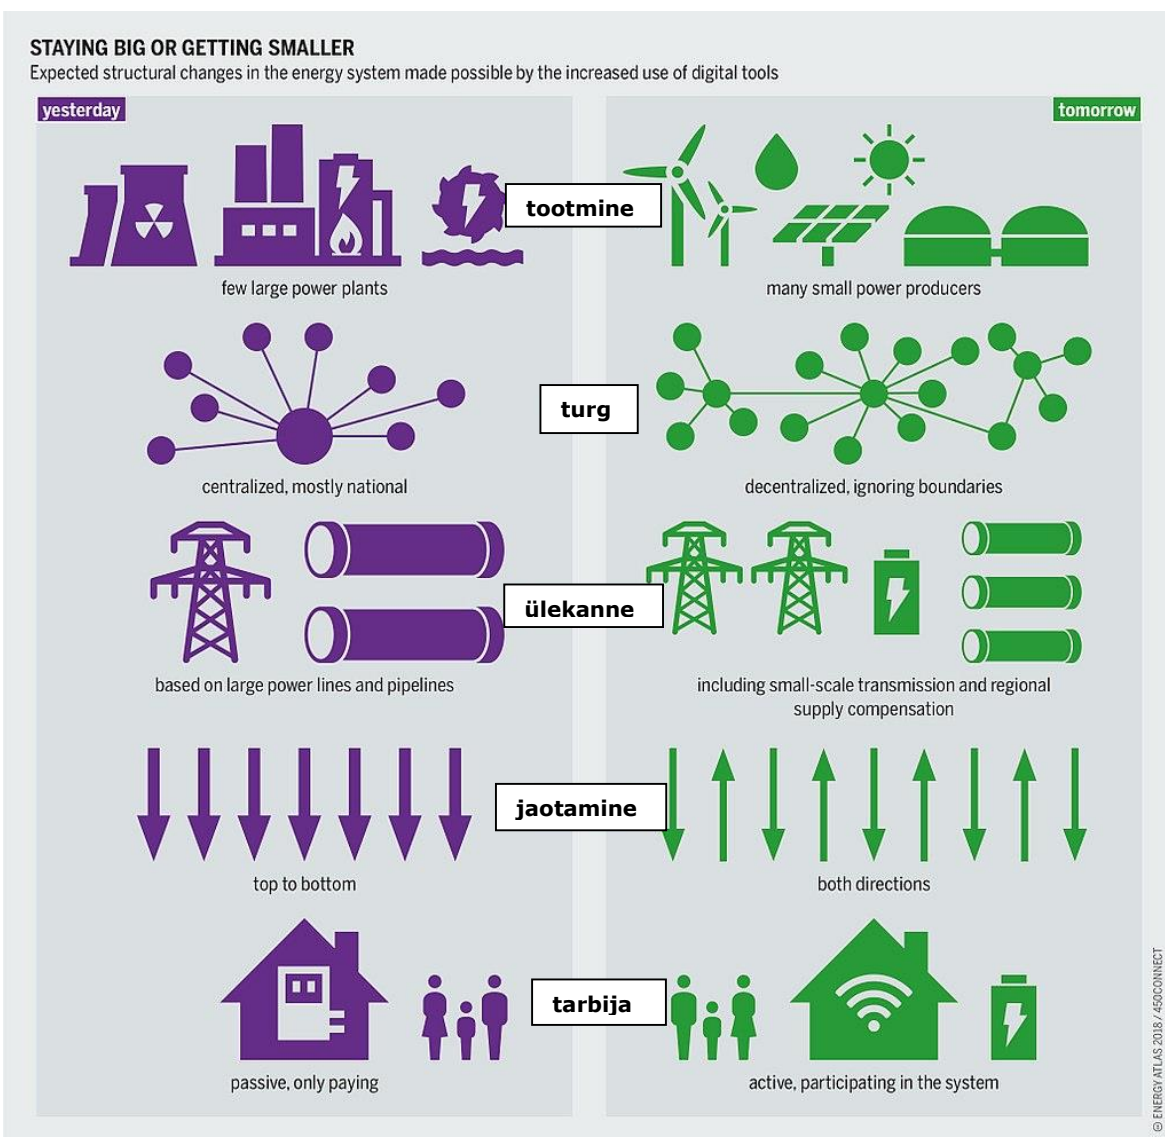 STAYING BIG OR GETTING SMALLER
Expected structural changes in the energy system made possible by the increased use of digital tools
yesterday
tomorrow
tootmine
few large power plants
many small power producers
turg
centralized, mostly national
decentralized, ignoring boundaries
ülekanne
based on large power lines and pipelines
including small-scale transmission and regional
supply compensation
jaotamine
top to bottom
both directions
tarbija
passive, only paying
active, participating in the system
© ENERGY ATLAS 2018 / 450CONNECT